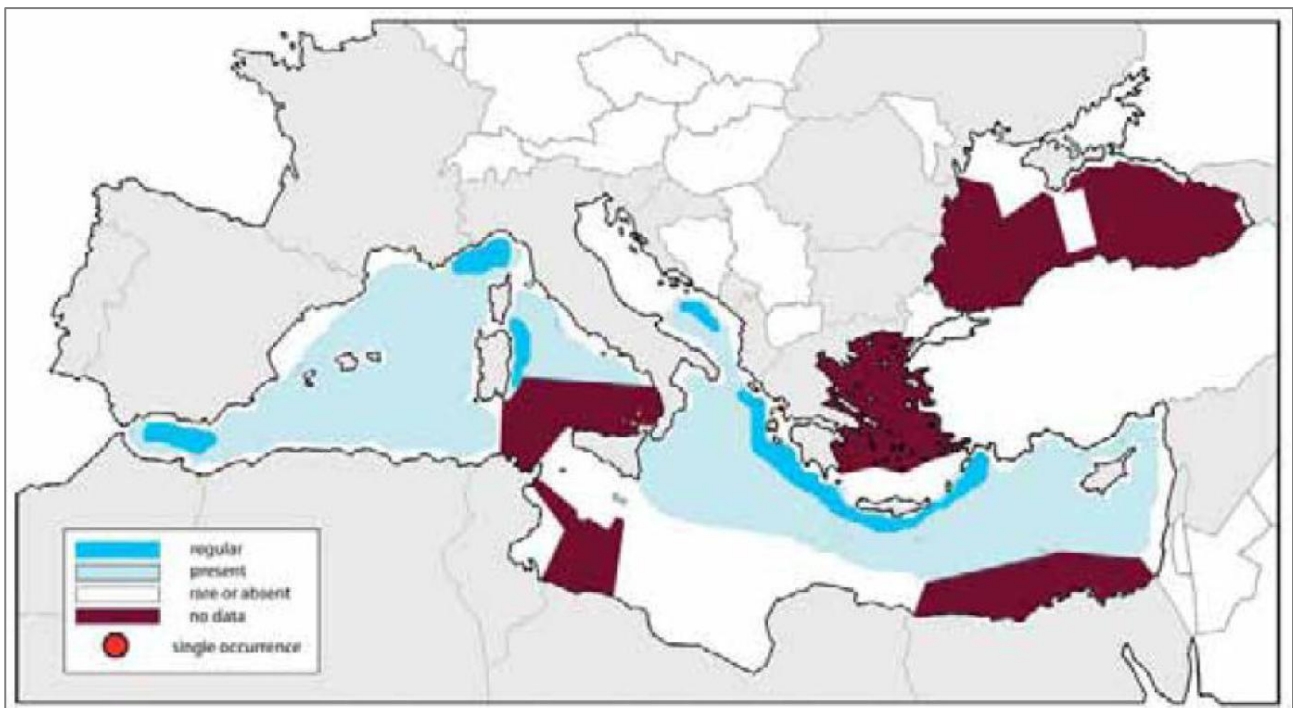 regular
present
rare or absent
no data
single occurrence